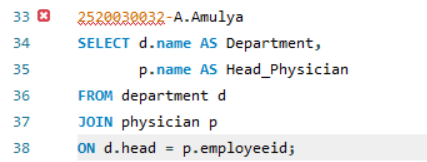 33 2520030032-A.Amulya
34 SELECT d.name AS Department,
35 p.name AS Head_Physician
36 FROM department d
37 JOIN physician p
38 ON d.head = p.employeeid;